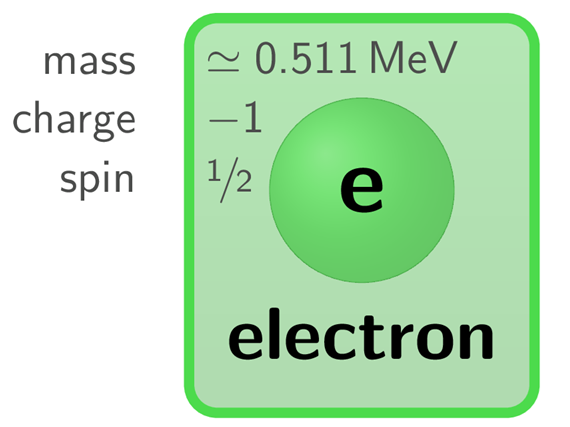 mass ≃ 0.511 MeV
charge −1
spin 1/2
e
electron